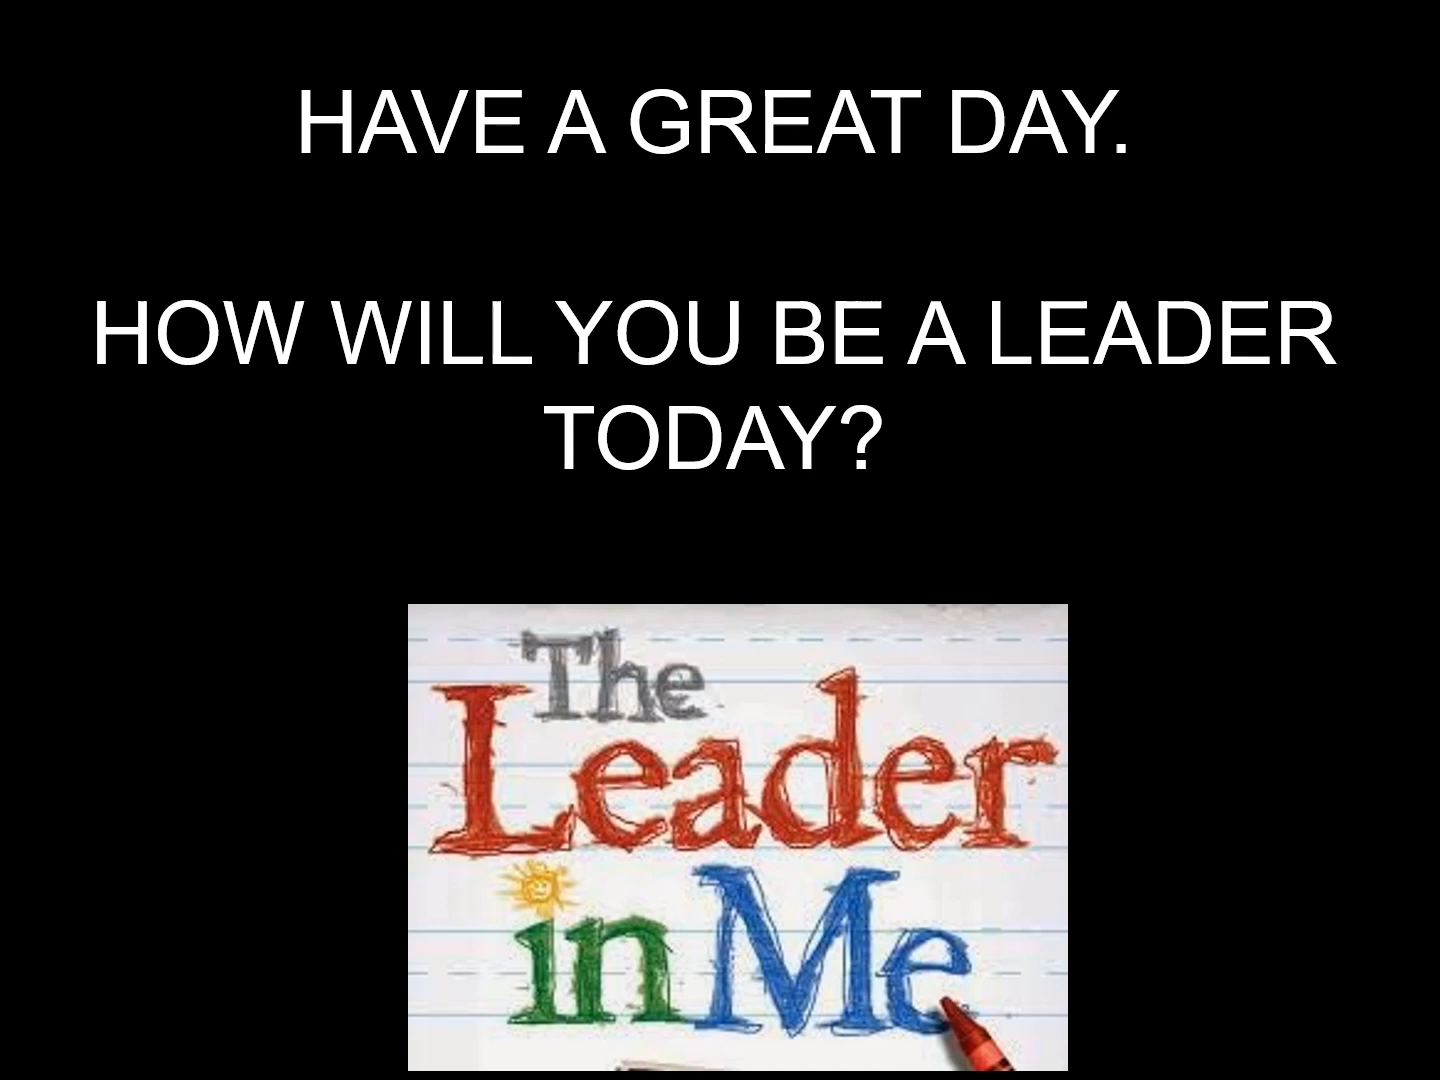 HAVE A GREAT DAY.
HOW WILL YOU BE A LEADER
TODAY?
The
Leader
in Me